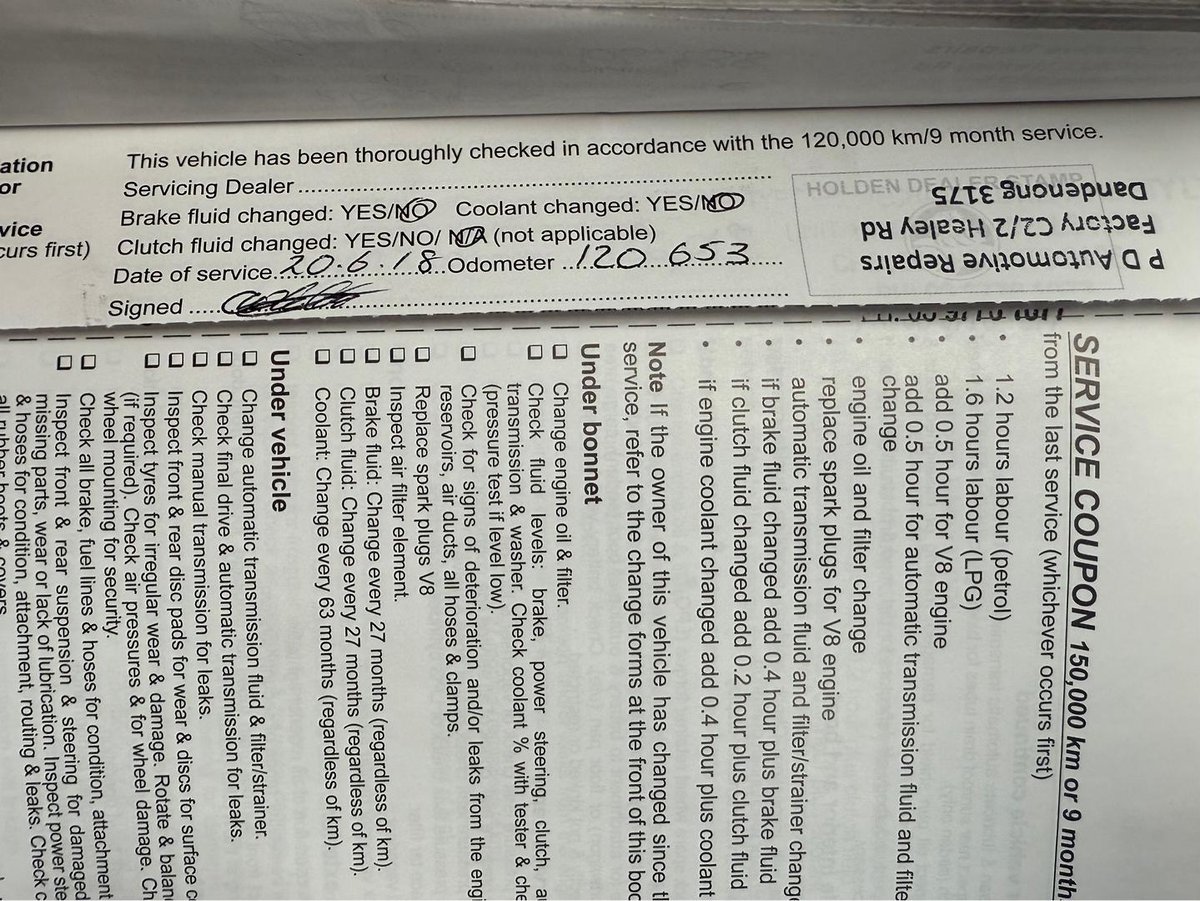 ation
or
vice
curs first)
This vehicle has been thoroughly checked in accordance with the 120,000 km/9 month service.
Servicing Dealer
Brake fluid changed: YES/NO Coolant changed: YES/NO
Clutch fluid changed: YES/NO/ N/A (not applicable)
Date of service 20.6.18 Odometer 120 653
Signed
HOLDEN DEALER STAMP
P D Automotive Repairs
Factory C2/2 Healey Rd
Dandenong 3175
SERVICE COUPON 150,000 km or 9 month
from the last service (whichever occurs first)
• 1.2 hours labour (petrol)
• 1.6 hours labour (LPG)
• add 0.5 hour for V8 engine
• add 0.5 hour for automatic transmission fluid and filte
change
• engine oil and filter change
• replace spark plugs for V8 engine
• automatic transmission fluid and filter/strainer chang
• if brake fluid changed add 0.4 hour plus brake fluid
• if clutch fluid changed add 0.2 hour plus clutch fluid
• if engine coolant changed add 0.4 hour plus coolant
Note If the owner of this vehicle has changed since t
service, refer to the change forms at the front of this boo
Under bonnet
☐ Change engine oil & filter.
☐ Check fluid levels: brake, power steering, clutch, a
transmission & washer. Check coolant % with tester & che
(pressure test if level low).
☐ Check for signs of deterioration and/or leaks from the engi
reservoirs, air ducts, all hoses & clamps.
☐ Replace spark plugs V8
☐ Inspect air filter element.
☐ Brake fluid: Change every 27 months (regardless of km).
☐ Clutch fluid: Change every 27 months (regardless of km).
☐ Coolant: Change every 63 months (regardless of km).
Under vehicle
☐ Change automatic transmission fluid & filter/strainer.
☐ Check final drive & automatic transmission for leaks.
☐ Check manual transmission for leaks.
☐ Inspect front & rear disc pads for wear & discs for surface c
☐ Inspect tyres for irregular wear & damage. Rotate & balan
(if required). Check air pressures & for wheel damage. Ch
wheel mounting for security.
☐ Check all brake, fuel lines & hoses for condition, attachment
☐ Inspect front & rear suspension & steering for damaged
missing parts, wear or lack of lubrication. Inspect power ste
& hoses for condition, attachment, routing & leaks. Check c
all rubber boots & covers